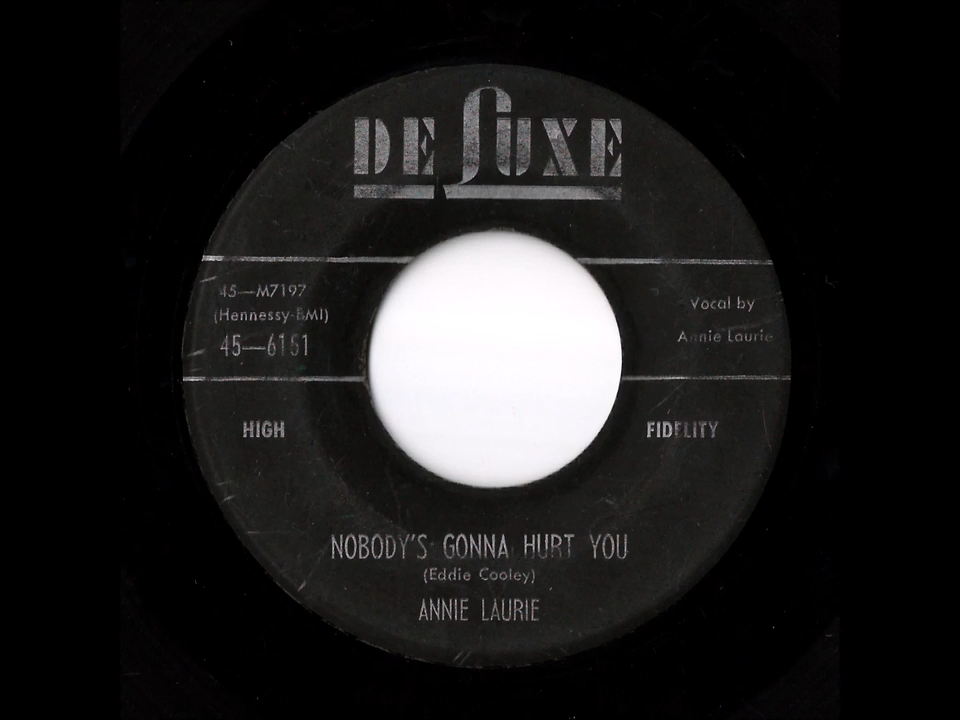 DE LUXE
45—M7197
(Hennessy-BMI)
45—6151
Vocal by
Annie Laurie
HIGH
FIDELITY
NOBODY'S GONNA HURT YOU
(Eddie Cooley)
ANNIE LAURIE